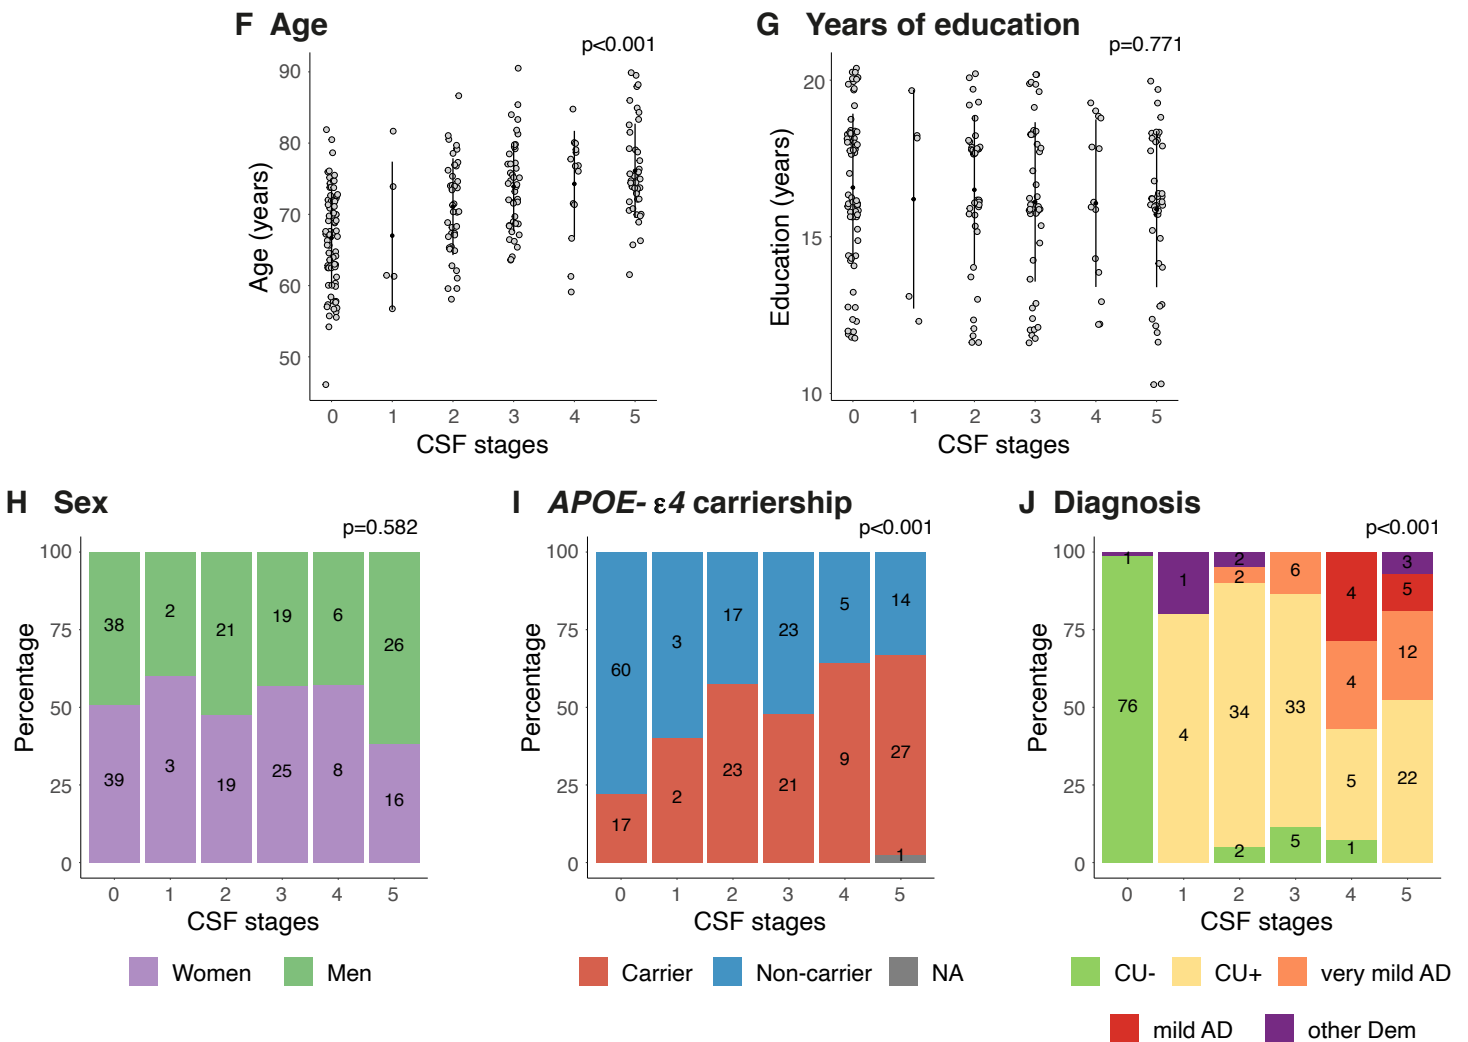 F Age
p<0.001
90
80
70
60
50
Age (years)
0 1 2 3 4 5
CSF stages
G Years of education
p=0.771
20
15
10
Education (years)
0 1 2 3 4 5
CSF stages
H Sex
p=0.582
100
75
50
25
0
Percentage
38 2 21 19 6 26
39 3 19 25 8 16
0 1 2 3 4 5
CSF stages
Women Men
I APOE- ε4 carriership
p<0.001
100
75
50
25
0
Percentage
60 3 17 23 5 14
17 2 23 21 9 27
1
0 1 2 3 4 5
CSF stages
Carrier Non-carrier NA
J Diagnosis
p<0.001
100
75
50
25
0
Percentage
1 1 2 6 4 3
2 5
4 12
76 4 34 33 5 22
2 5 1
0 1 2 3 4 5
CSF stages
CU- CU+ very mild AD
mild AD other Dem